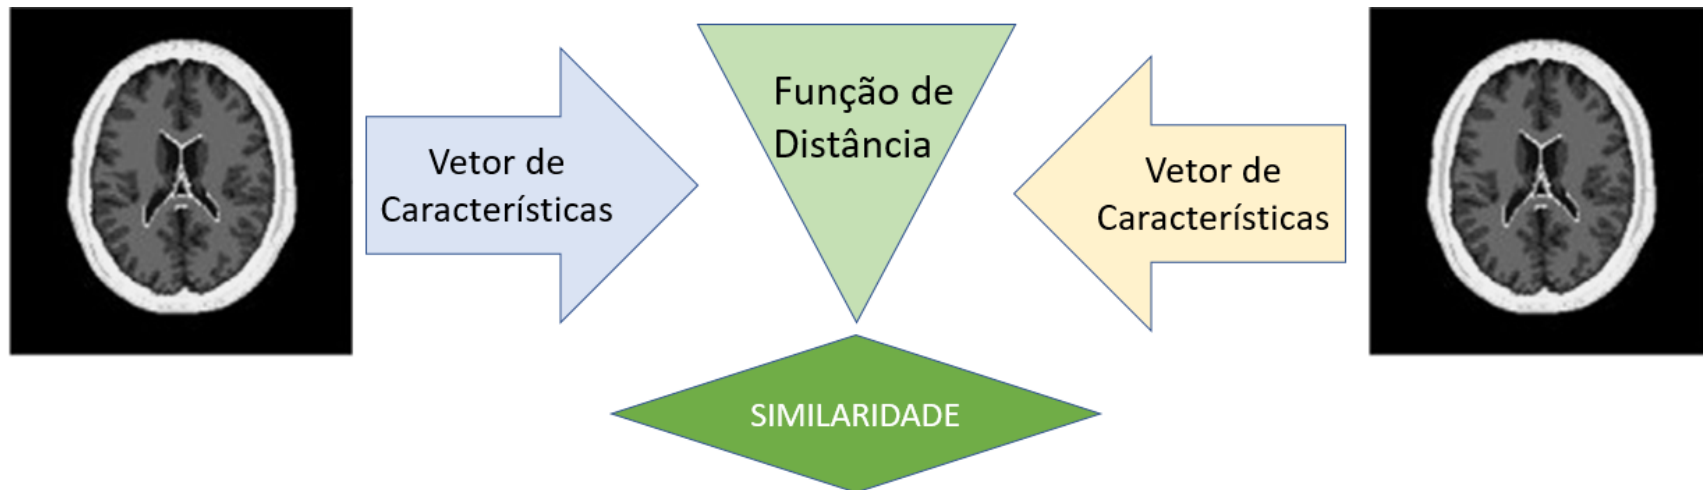 Vetor de
Características
Função de
Distância
Vetor de
Características
SIMILARIDADE